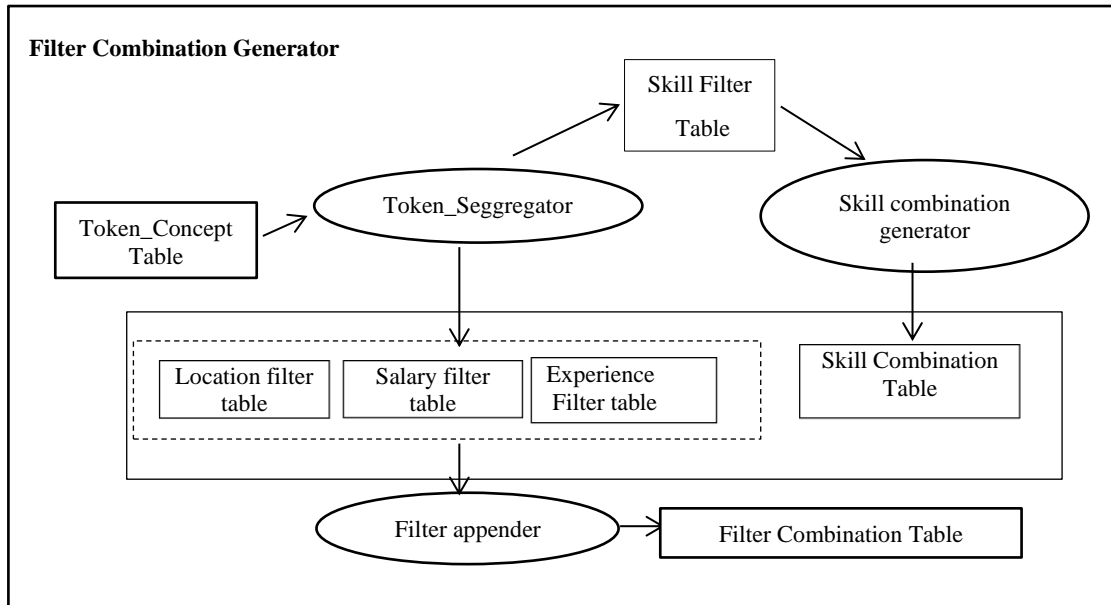 Filter Combination Generator
Skill Filter
Table
Token_Seggregator
Skill combination
generator
Token_Concept
Table
Location filter
table
Salary filter
table
Experience
Filter table
Skill Combination
Table
Filter appender
Filter Combination Table